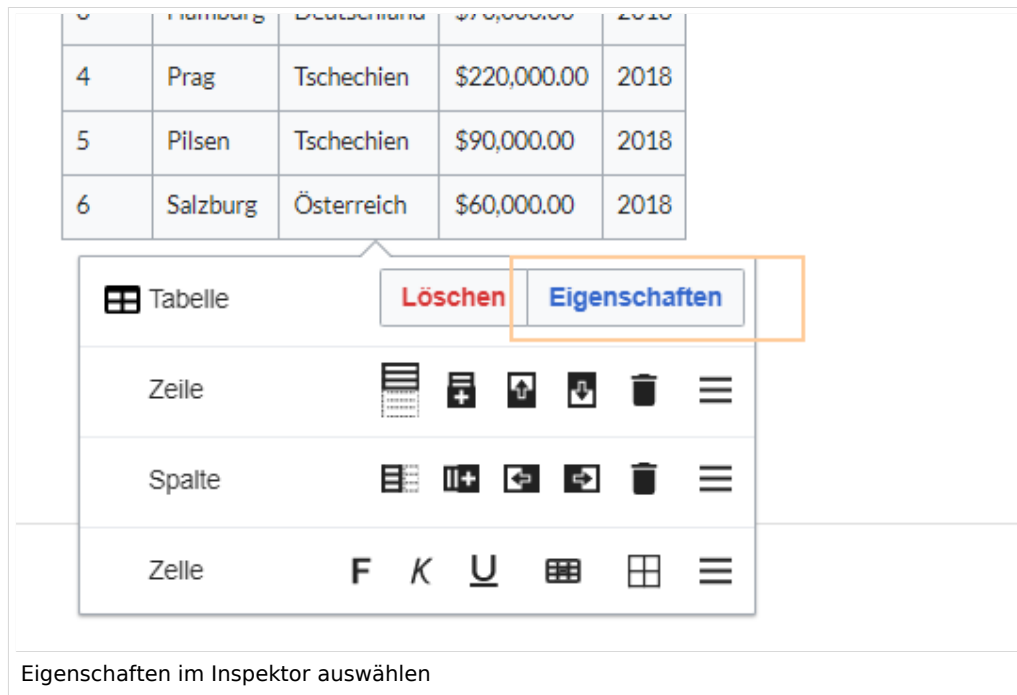 4 Prag Tschechien $220,000.00 2018
5 Pilsen Tschechien $90,000.00 2018
6 Salzburg Österreich $60,000.00 2018
Tabelle Löschen Eigenschaften
Zeile
Spalte
Zelle F K U
Eigenschaften im Inspektor auswählen